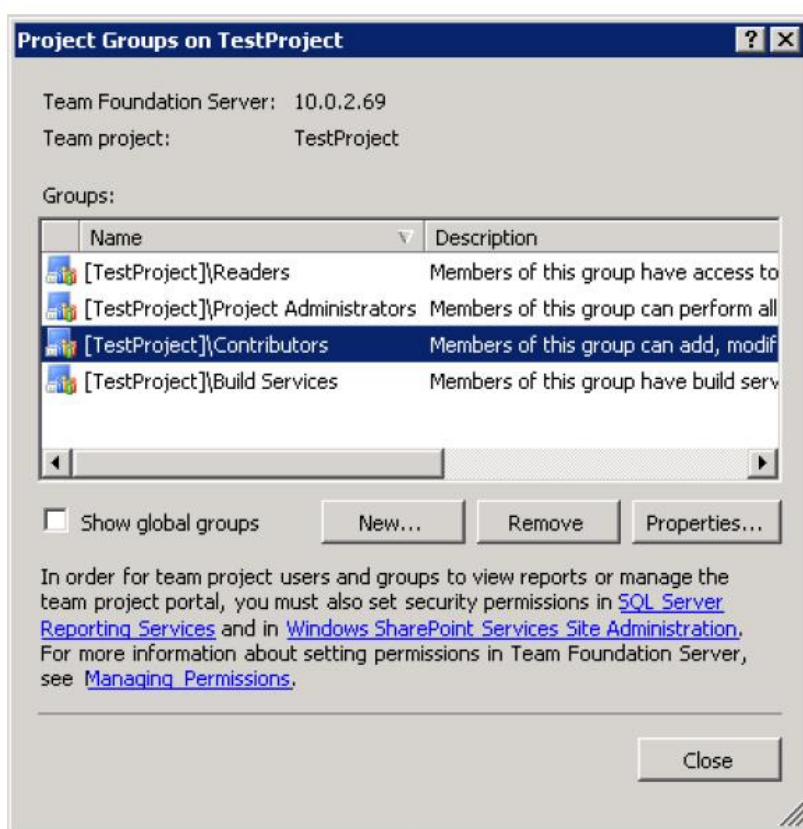 Project Groups on TestProject
Team Foundation Server: 10.0.2.69
Team project: TestProject
Groups:
Name Description
[TestProject]\Readers Members of this group have access to
[TestProject]\Project Administrators Members of this group can perform all
[TestProject]\Contributors Members of this group can add, modif
[TestProject]\Build Services Members of this group have build serv
Show global groups New... Remove Properties...
In order for team project users and groups to view reports or manage the
team project portal, you must also set security permissions in SQL Server
Reporting Services and in Windows SharePoint Services Site Administration.
For more information about setting permissions in Team Foundation Server,
see Managing Permissions.
Close